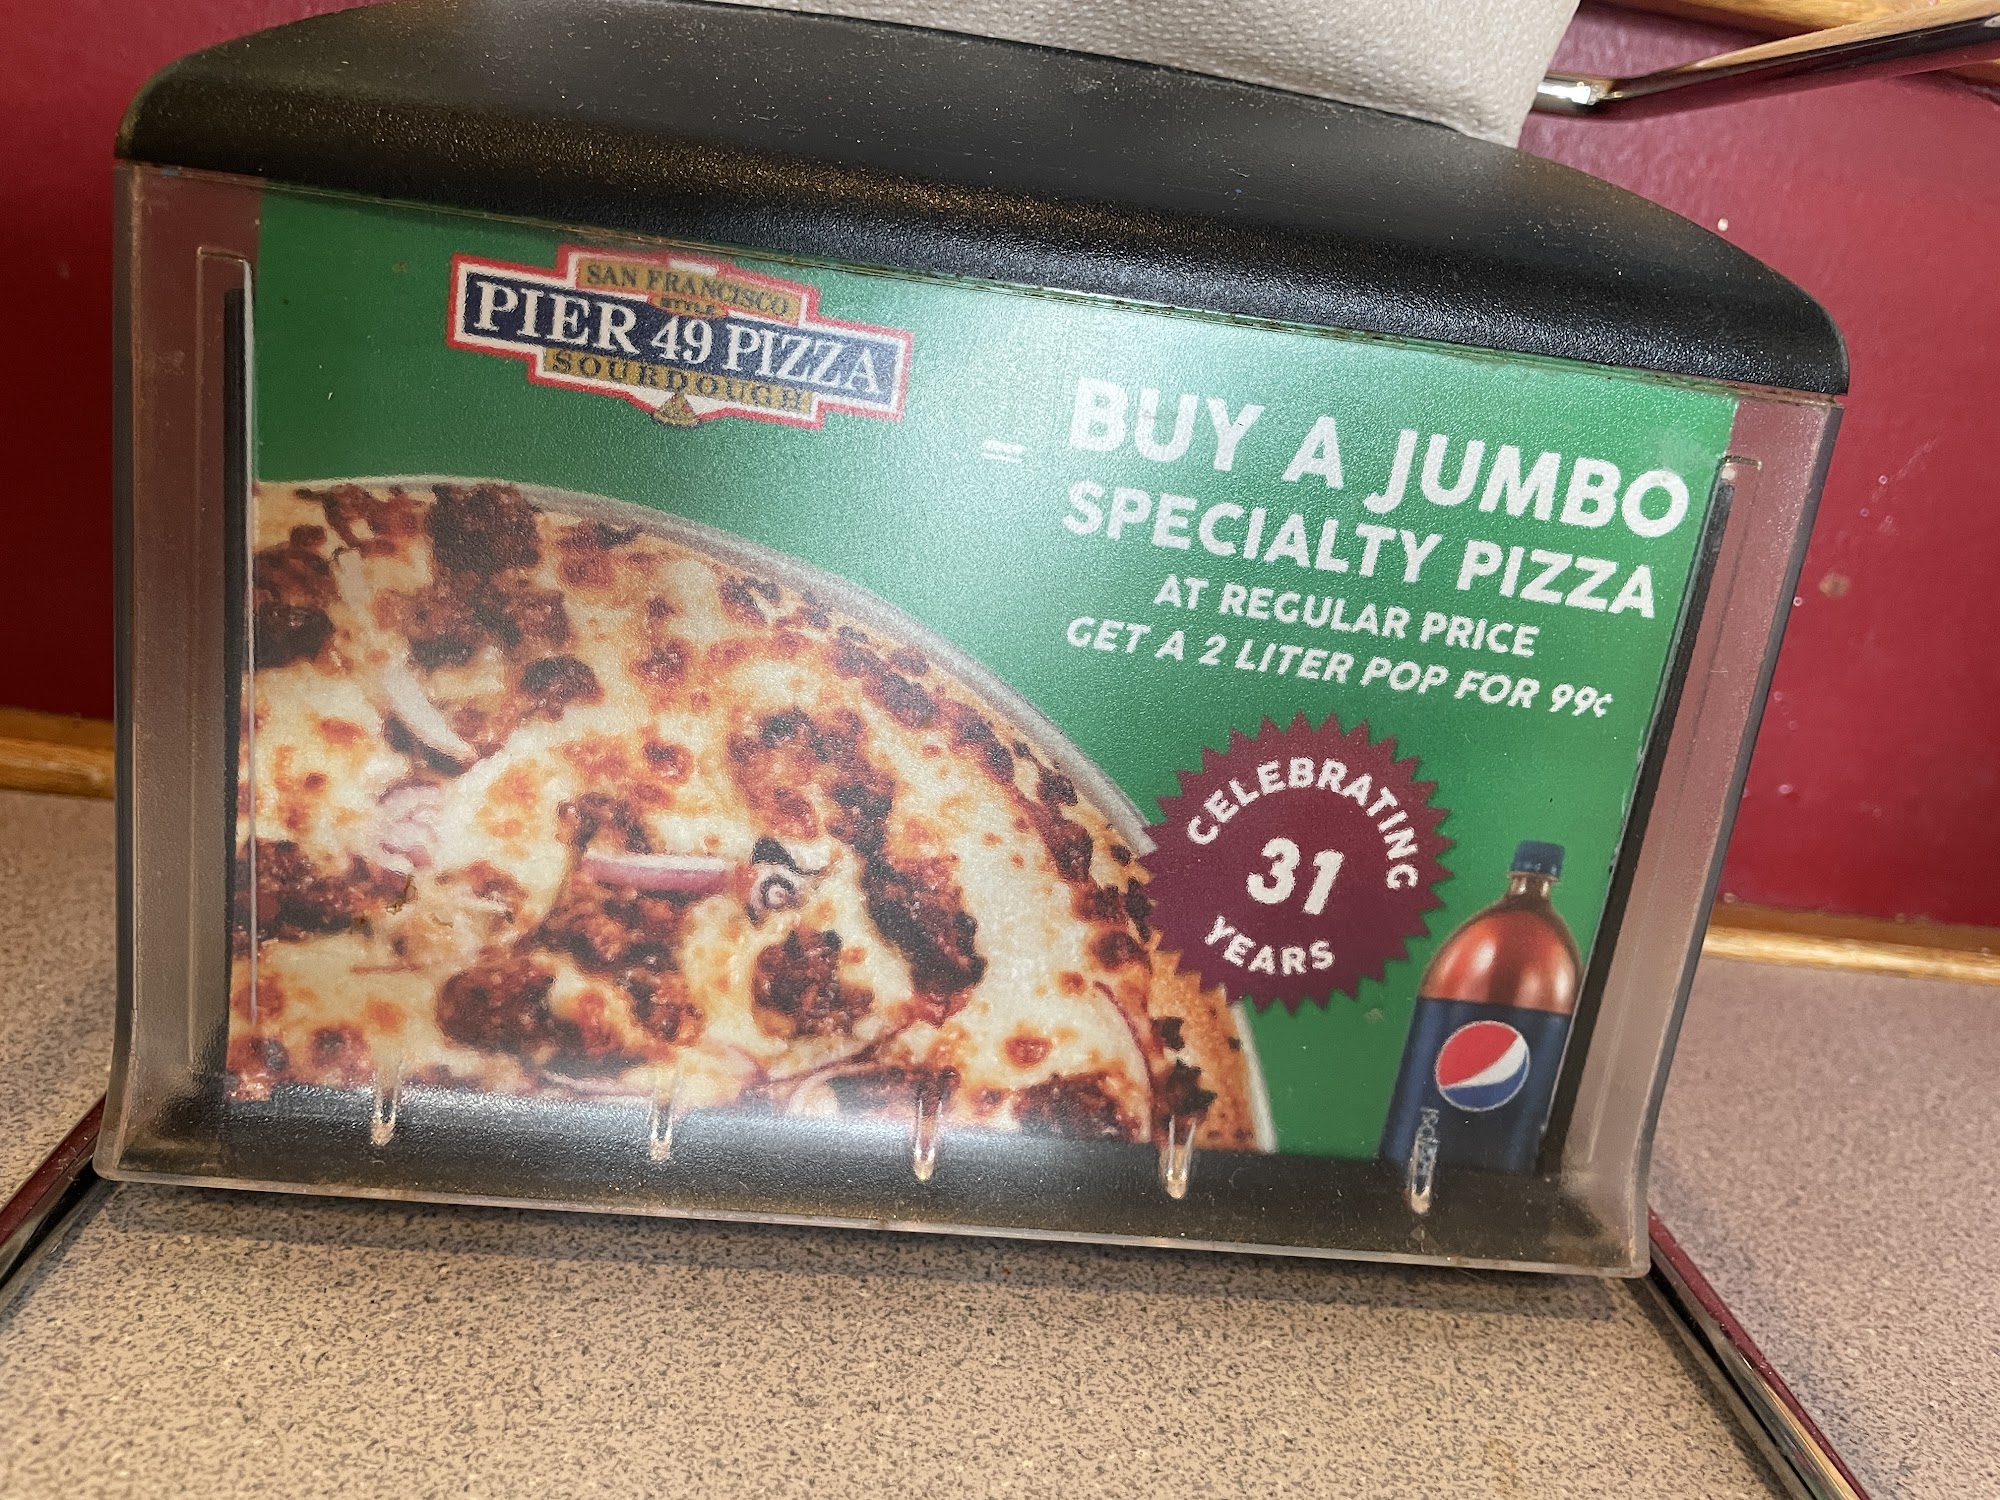 SAN FRANCISCO
STYLE
PIER 49 PIZZA
SOURDOUGH
BUY A JUMBO
SPECIALTY PIZZA
AT REGULAR PRICE
GET A 2 LITER POP FOR 99¢
CELEBRATING
31
YEARS